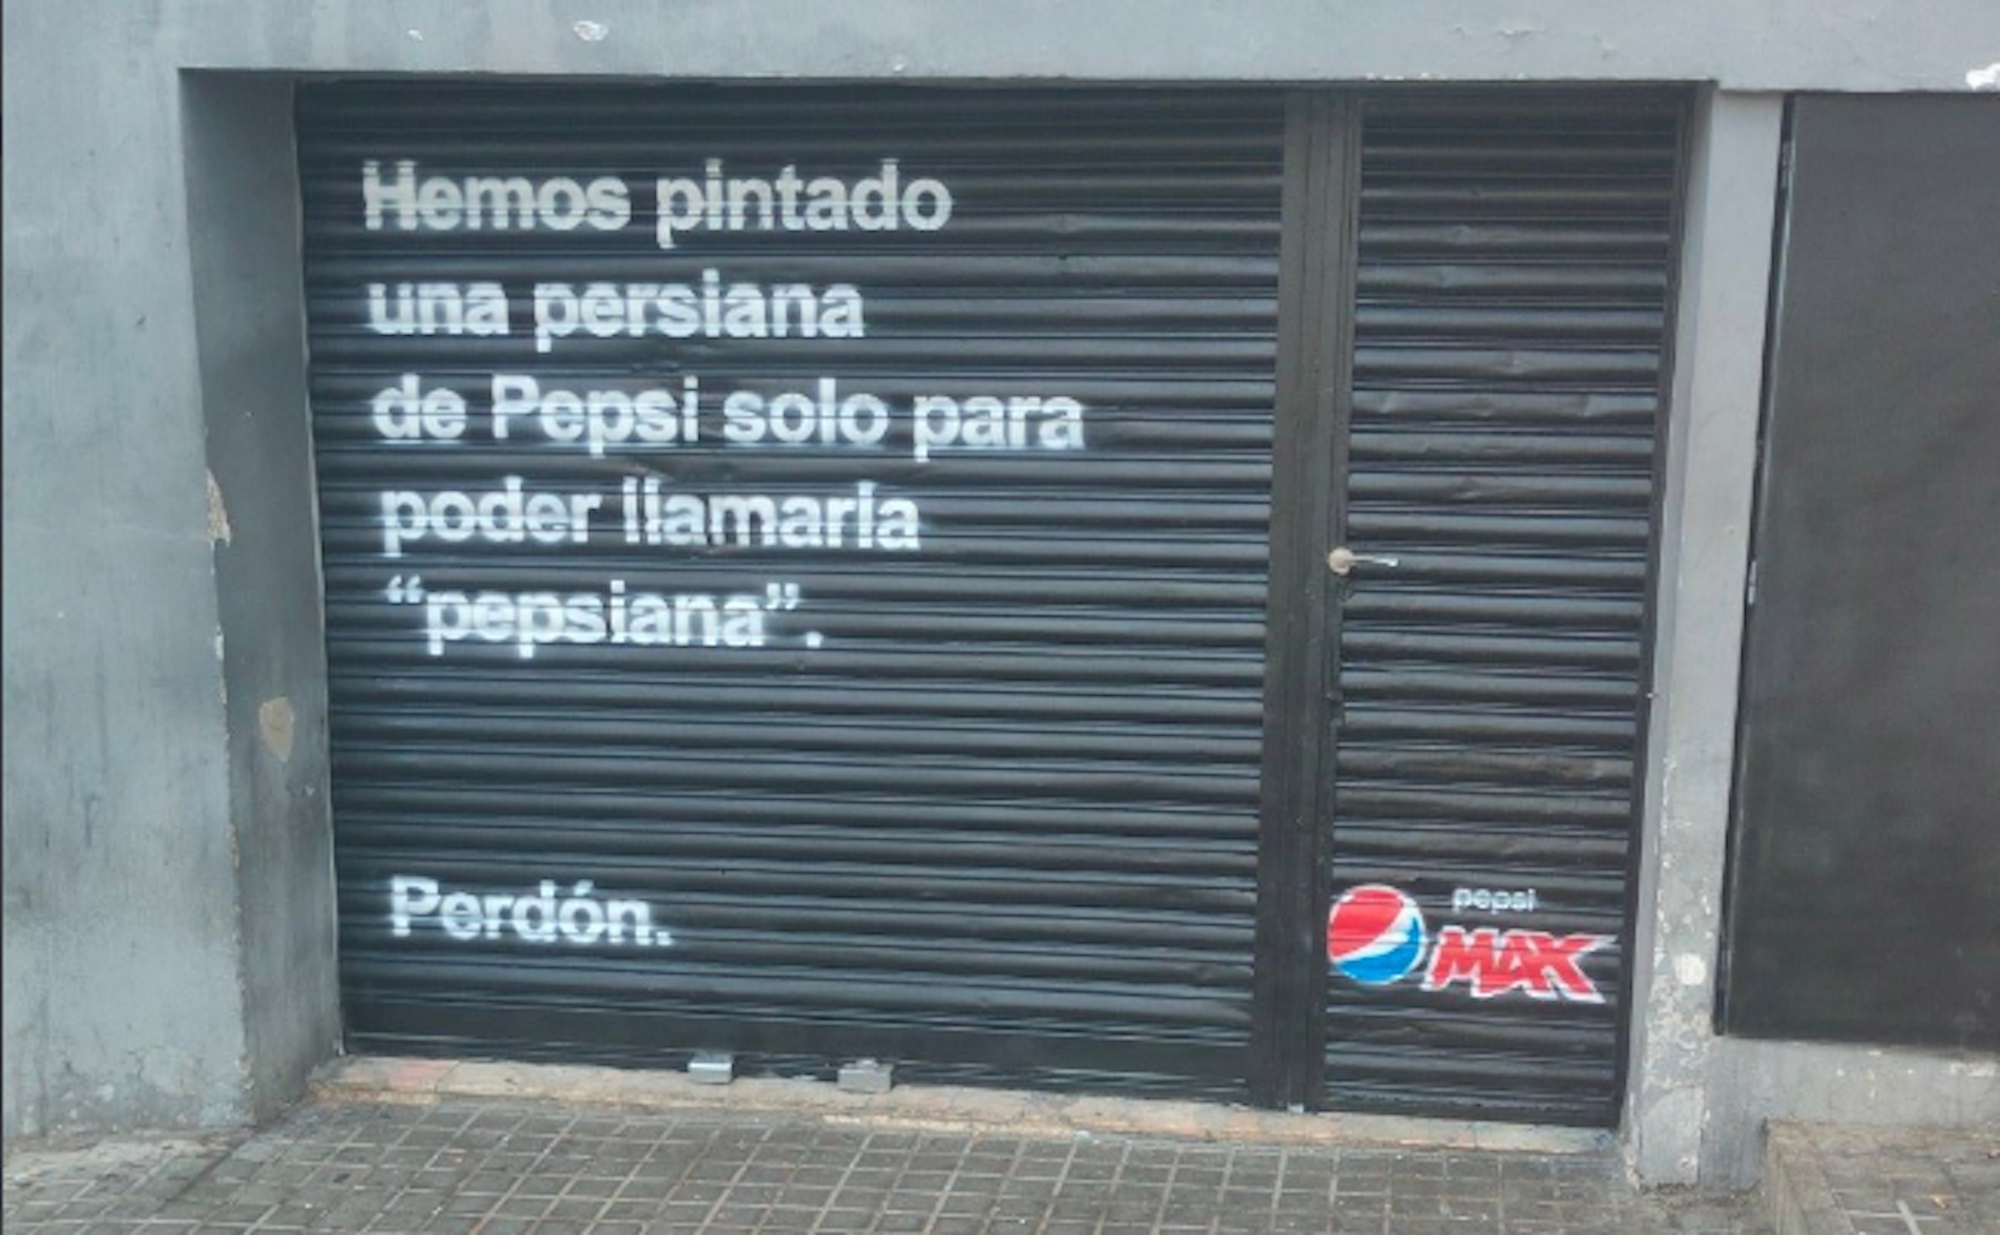 Hemos pintado
una persiana
de Pepsi solo para
poder llamarla
“pepsiana”.
Perdón.
pepsi
MAX